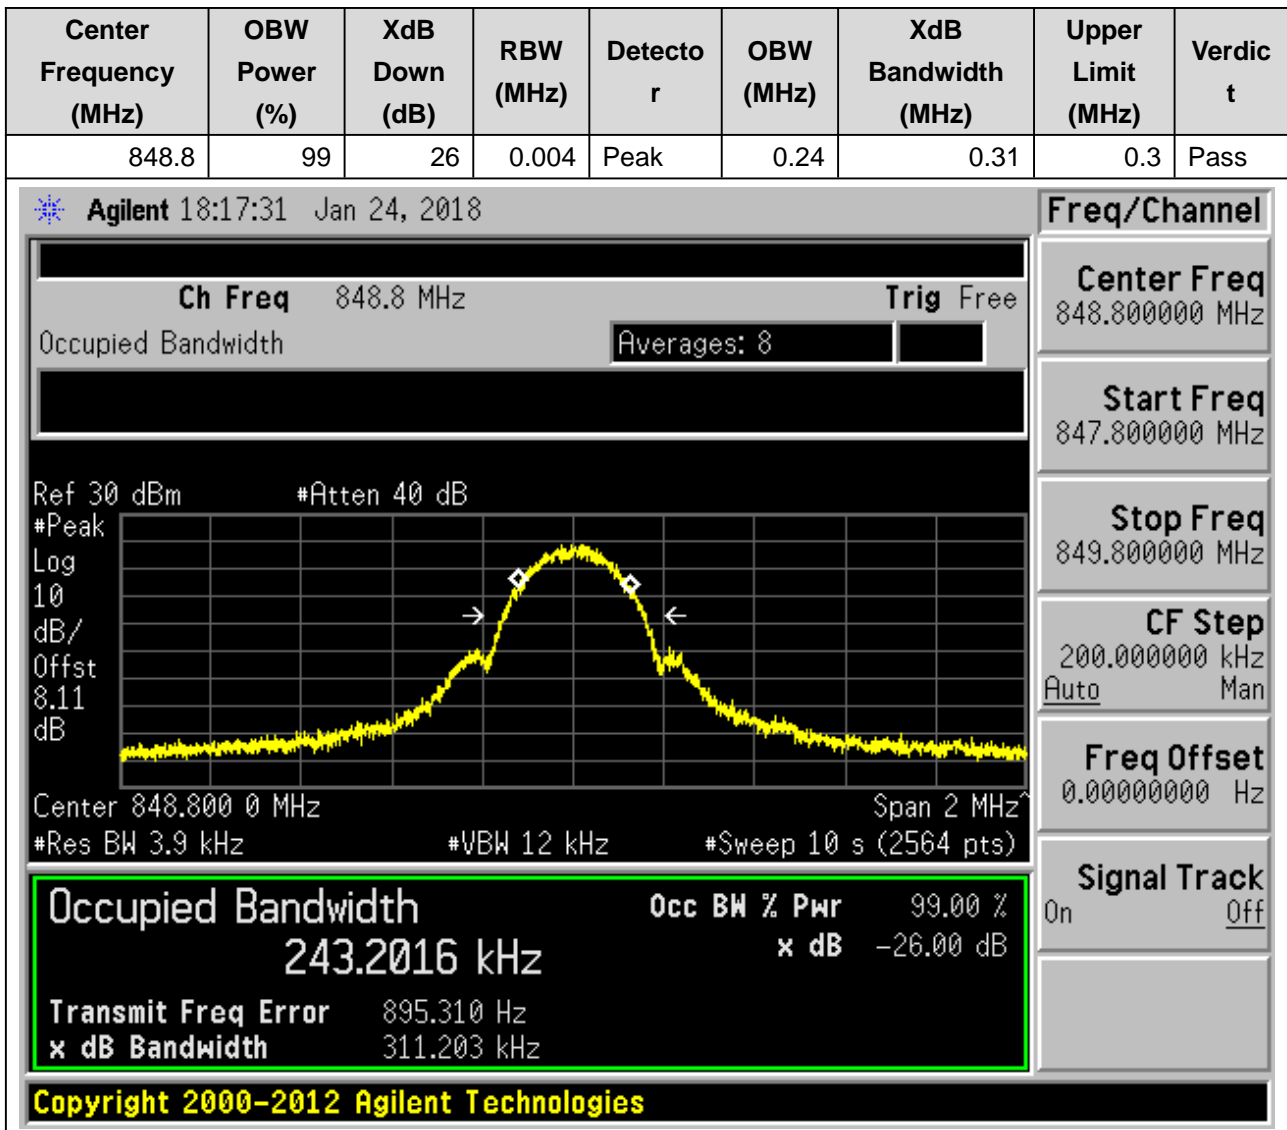 Center Frequency (MHz) OBW Power (%) XdB Down (dB) RBW (MHz) Detecto r OBW (MHz) XdB Bandwidth (MHz) Upper Limit (MHz) Verdic t
848.8 99 26 0.004 Peak 0.24 0.31 0.3 Pass
Agilent 18:17:31 Jan 24, 2018
Freq/Channel
Ch Freq 848.8 MHz Trig Free
Occupied Bandwidth Averages: 8
Center Freq
848.800000 MHz
Start Freq
847.800000 MHz
Stop Freq
849.800000 MHz
CF Step
200.000000 kHz
Auto Man
Freq Offset
0.00000000 Hz
Signal Track
On Off
Ref 30 dBm #Atten 40 dB
#Peak
Log
10
dB/
Offst
8.11
dB
Center 848.800 0 MHz Span 2 MHz^
#Res BW 3.9 kHz #VBW 12 kHz #Sweep 10 s (2564 pts)
Occupied Bandwidth Occ BW % Pwr 99.00 %
243.2016 kHz x dB -26.00 dB
Transmit Freq Error 895.310 Hz
x dB Bandwidth 311.203 kHz
Copyright 2000-2012 Agilent Technologies